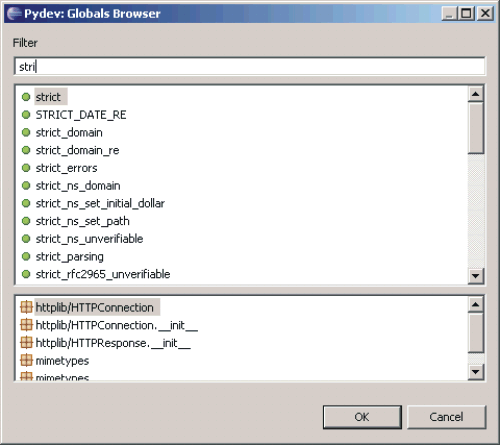 Pydev: Globals Browser
Filter
stri
strict
STRICT_DATE_RE
strict_domain
strict_domain_re
strict_errors
strict_ns_domain
strict_ns_set_initial_dollar
strict_ns_set_path
strict_ns_unverifiable
strict_parsing
strict_rfc2965_unverifiable
httplib/HTTPConnection
httplib/HTTPConnection.__init__
httplib/HTTPResponse.__init__
mimetypes
mimetypes
OK
Cancel